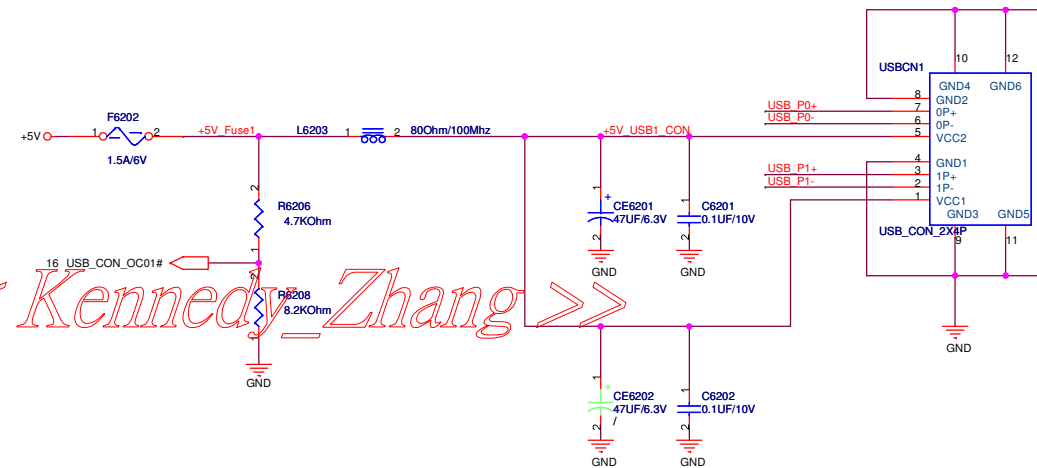 10
12
USBCN1
GND4
GND6
8
GND2
F6202
USB_P0+
7
0P+
+5V
1
2
+5V_Fuse1
L6203
1
2
80Ohm/100Mhz
+5V_USB1_CON
USB_P0-
6
0P-
5
VCC2
1.5A/6V
4
GND1
USB_P1+
3
1P+
USB_P1-
2
1P-
1
VCC1
GND3
GND5
USB_CON_2X4P
9
11
2
R6206
4.7KOhm
1
1
+
CE6201
47UF/6.3V
2
GND
1
C6201
0.1UF/10V
2
GND
16
USB_CON_OC01#
Kennedy_Zhang >>
2
R6208
8.2KOhm
1
GND
GND
1
+
CE6202
47UF/6.3V
/
2
GND
1
C6202
0.1UF/10V
2
GND